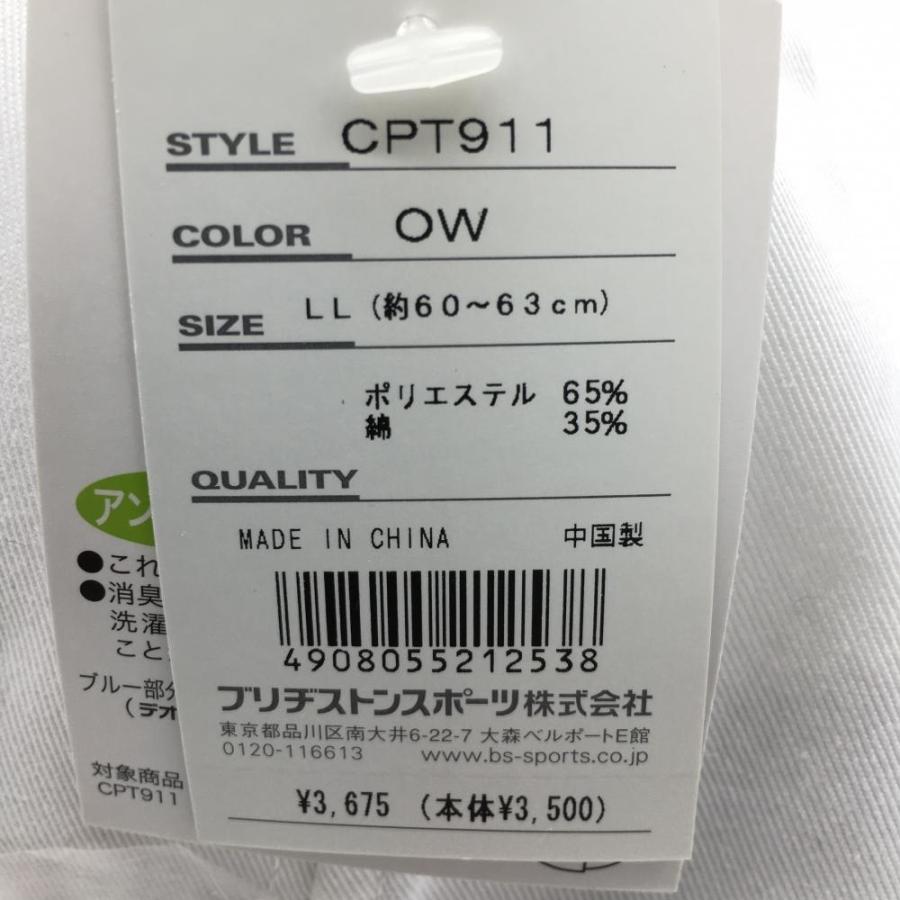 STYLE CPT911
COLOR OW
SIZE LL (約60～63cm)
ポリエステル 65%
綿 35%
QUALITY
MADE IN CHINA 中国製
4908055212538
ブリヂストンスポーツ株式会社
東京都品川区南大井6-22-7 大森ベルポートE館
0120-116613 www.bs-sports.co.jp
¥3,675 (本体¥3,500)
アン
●これ
●消臭
洗濯
こと
ブルー部分
(デオ
対象商品
CPT911